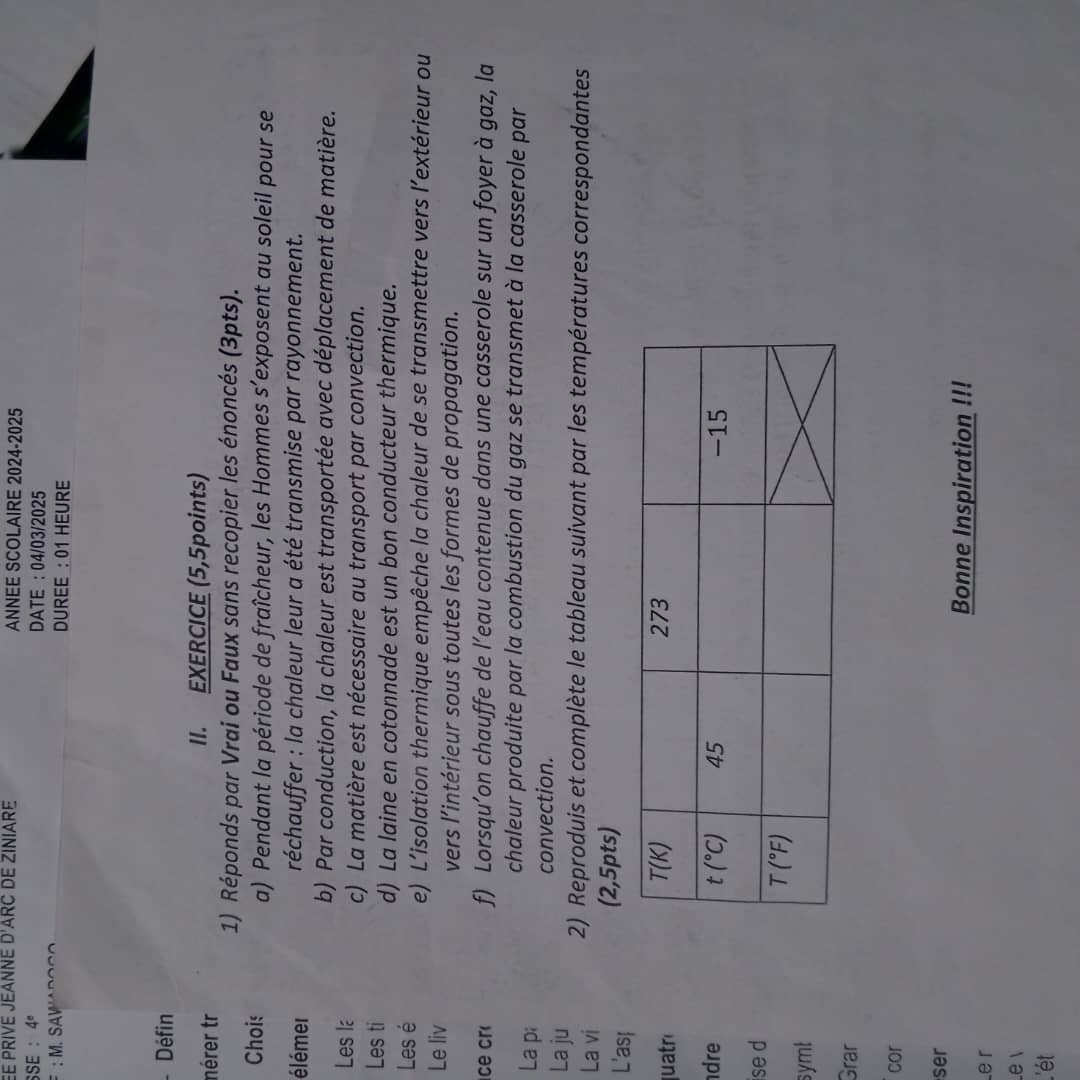 EE PRIVE JEANNE D'ARC DE ZINIARE
SSE : 4e
: M.
ANNEE SCOLAIRE 2024-2025
DATE : 04/03/2025
DUREE : 01 HEURE
II. EXERCICE (5,5points)
1) Réponds par Vrai ou Faux sans recopier les énoncés (3pts).
a) Pendant la période de fraîcheur, les Hommes s'exposent au soleil pour se
réchauffer : la chaleur leur a été transmise par rayonnement.
b) Par conduction, la chaleur est transportée avec déplacement de matière.
c) La matière est nécessaire au transport par convection.
d) La laine en cotonnade est un bon conducteur thermique.
e) L'isolation thermique empêche la chaleur de se transmettre vers l'extérieur ou
vers l'intérieur sous toutes les formes de propagation.
f) Lorsqu'on chauffe de l'eau contenue dans une casserole sur un foyer à gaz, la
chaleur produite par la combustion du gaz se transmet à la casserole par
convection.
2) Reproduis et complète le tableau suivant par les températures correspondantes
(2,5pts)
T(K) 273
t (°C) 45 −15
T (°F)
Bonne Inspiration !!!
- Défin
mérer tr
Chois
élémer
Les la
Les ti
Les é
Le liv
ce cr
La p
La ju
La vi
L'as
uatr
ndre
ise d
symt
Grar
cor
ser
Le r
Le v
'ét